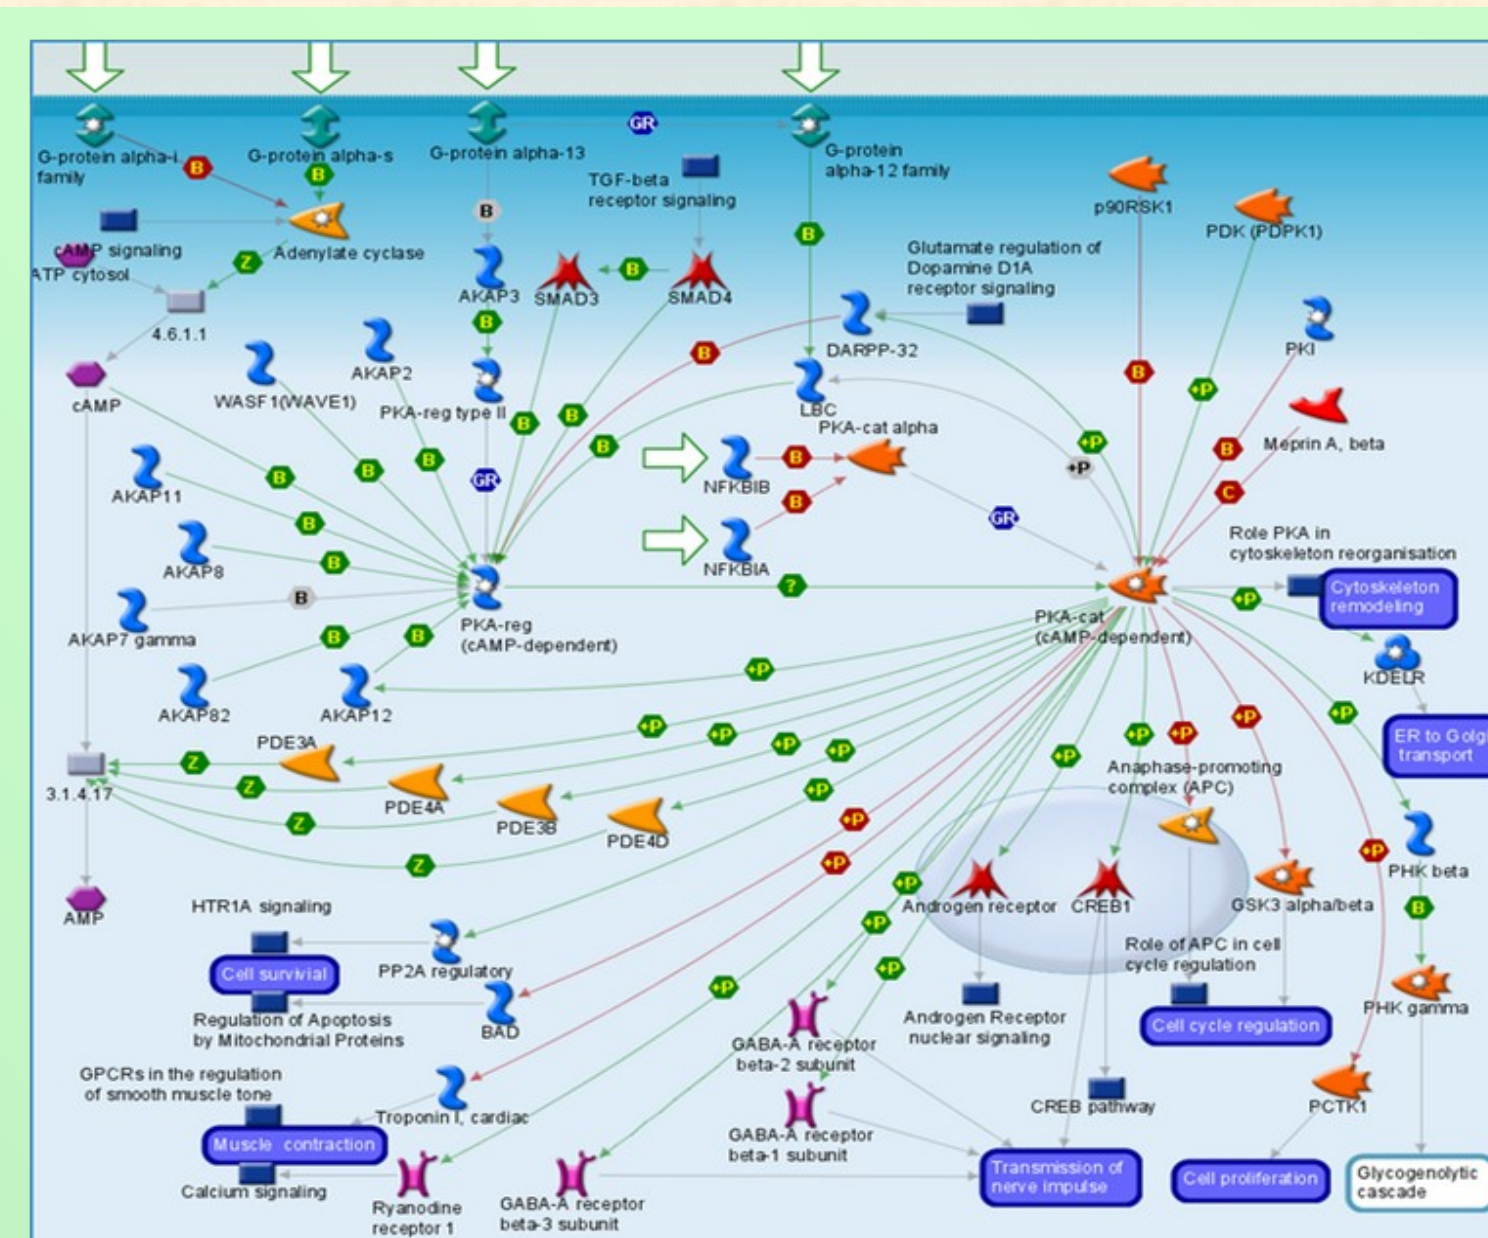 GR
G-protein alpha-i
family
G-protein alpha-s
G-protein alpha-13
G-protein
alpha-12 family
B
B
TGF-beta
receptor signaling
p90RSK1
PDK (PDPK1)
B
B
cAMP signaling
Adenylate cyclase
Z
ATP cytosol
Glutamate regulation of
Dopamine D1A
receptor signaling
AKAP3
SMAD3
B
SMAD4
4.6.1.1
B
DARPP-32
PKI
B
B
+P
cAMP
WASF1(WAVE1)
AKAP2
PKA-reg type II
LBC
PKA-cat alpha
Meprin A, beta
B
B
B
B
B
B
+P
B
AKAP11
GR
NFKBIB
B
+P
C
B
B
GR
Role PKA in
cytoskeleton reorganisation
AKAP8
B
NFKBIA
B
?
+P
Cytoskeleton
remodeling
AKAP7 gamma
B
B
PKA-reg
(cAMP-dependent)
PKA-cat
(cAMP-dependent)
KDELR
AKAP82
AKAP12
+P
+P
+P
+P
+P
+P
+P
+P
+P
+P
ER to Golgi
transport
PDE3A
Z
Z
Z
Z
3.1.4.17
PDE4A
PDE3B
PDE4D
+P
Anaphase-promoting
complex (APC)
+P
+P
+P
PHK beta
AMP
HTR1A signaling
+P
+P
Androgen receptor
CREB1
GSK3 alpha/beta
B
Cell survivial
PP2A regulatory
+P
+P
Role of APC in cell
cycle regulation
Regulation of Apoptosis
by Mitochondrial Proteins
BAD
PHK gamma
Androgen Receptor
nuclear signaling
Cell cycle regulation
GABA-A receptor
beta-2 subunit
GPCRs in the regulation
of smooth muscle tone
Troponin I, cardiac
CREB pathway
PCTK1
Muscle contraction
GABA-A receptor
beta-1 subunit
Transmission of
nerve impulse
Cell proliferation
Glycogenolytic
cascade
Calcium signaling
Ryanodine
receptor 1
GABA-A receptor
beta-3 subunit